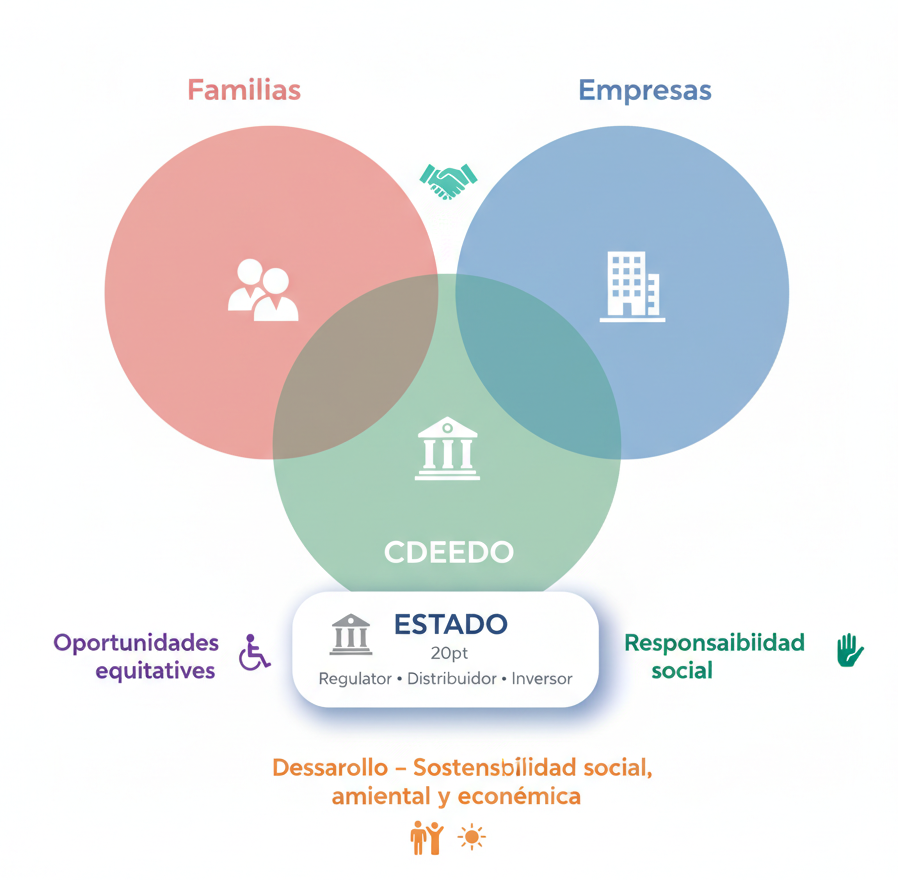 Familias
Empresas
CDEEDO
ESTADO
20pt
Regulator • Distribuidor • Inversor
Oportunidades
equitatives
Responsaibiidad
social
Dessarollo – Sostensbilidad social,
amiental y económica